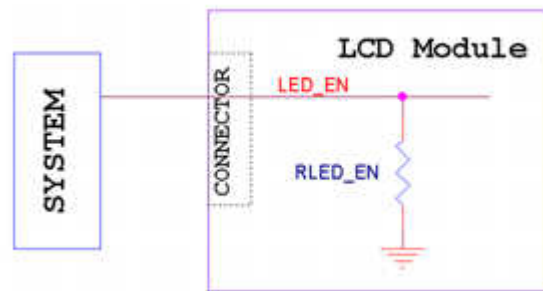 LCD Module
SYSTEM
CONNECTOR
LED_EN
RLED_EN